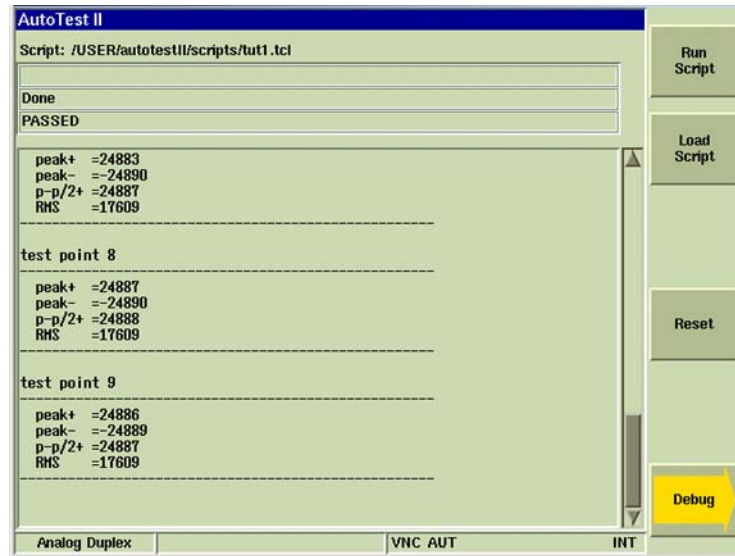 AutoTest II
Script: /USER/autotestII/scripts/tut1.tcl
Done
PASSED
peak+ =24883
peak- =-24890
p-p/2+ =24887
RMS =17609
------------------------------------------------------------
test point 8
------------------------------------------------------------
peak+ =24887
peak- =-24890
p-p/2+ =24888
RMS =17609
------------------------------------------------------------
test point 9
------------------------------------------------------------
peak+ =24886
peak- =-24889
p-p/2+ =24887
RMS =17609
------------------------------------------------------------
Analog Duplex VNC AUT INT
Run
Script
Load
Script
Reset
Debug